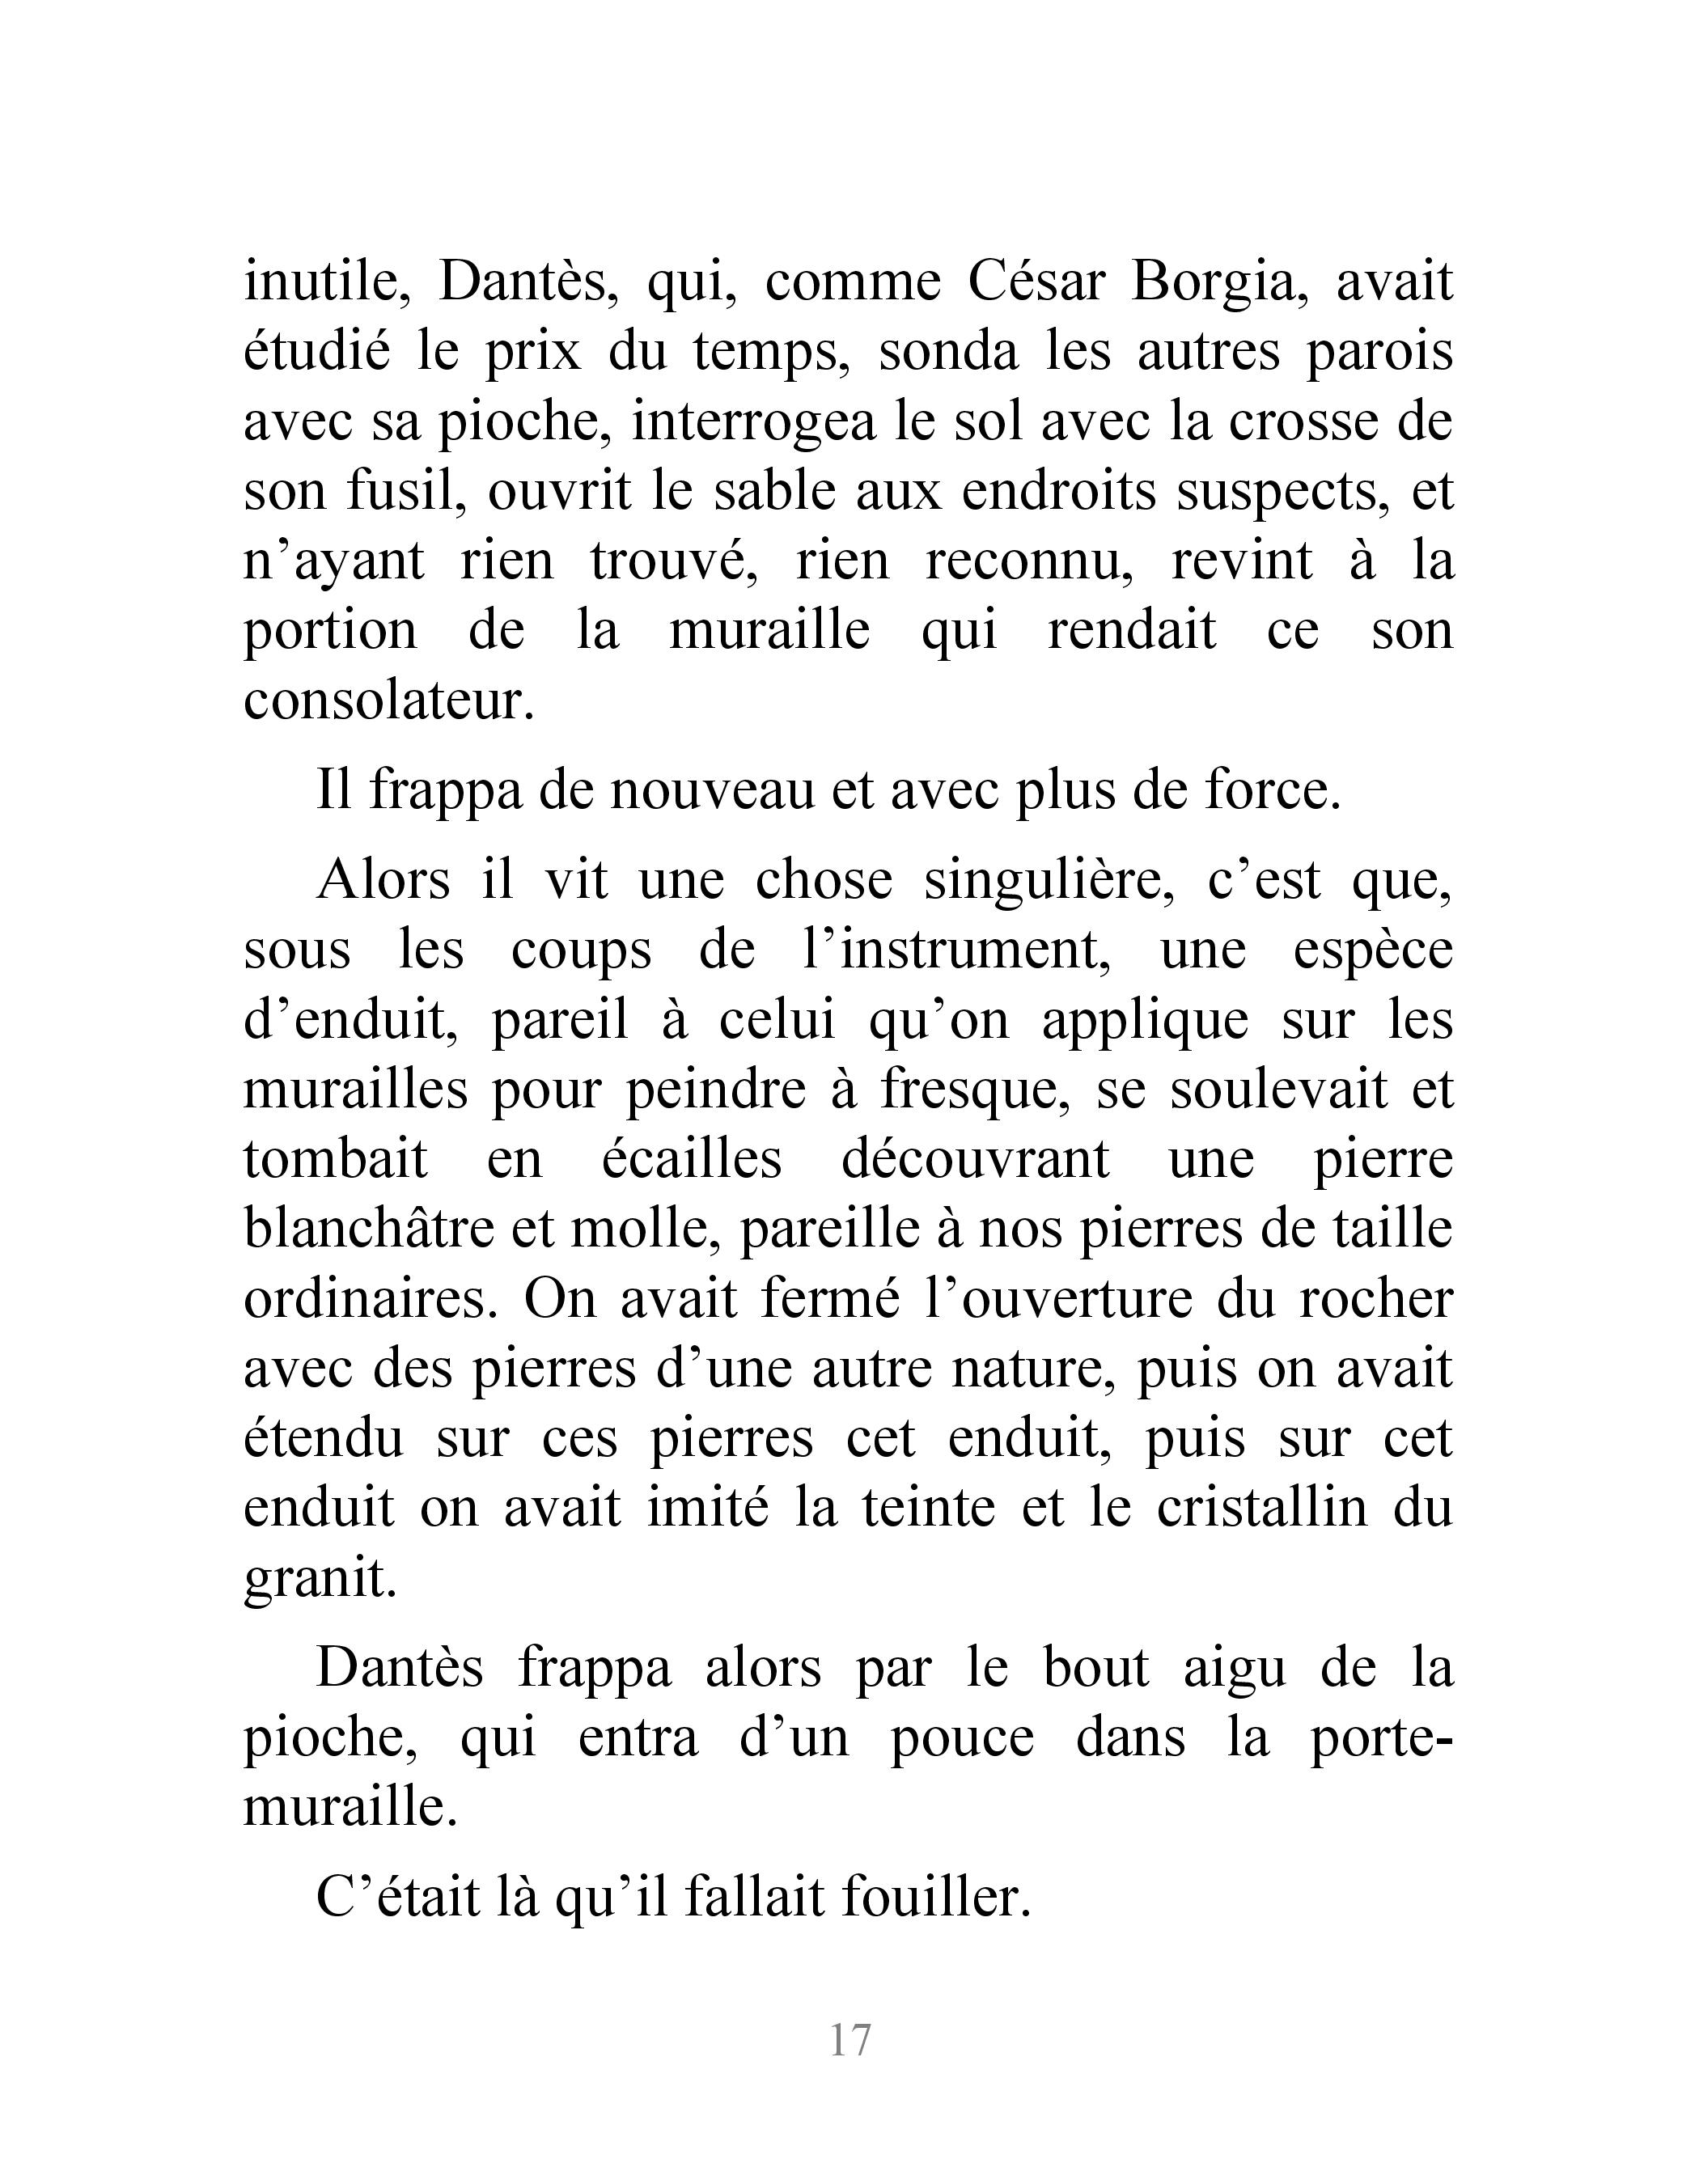 inutile, Dantès, qui, comme César Borgia, avait
étudié le prix du temps, sonda les autres parois
avec sa pioche, interrogea le sol avec la crosse de
son fusil, ouvrit le sable aux endroits suspects, et
n’ayant rien trouvé, rien reconnu, revint à la
portion de la muraille qui rendait ce son
consolateur.
Il frappa de nouveau et avec plus de force.
Alors il vit une chose singulière, c’est que,
sous les coups de l’instrument, une espèce
d’enduit, pareil à celui qu’on applique sur les
murailles pour peindre à fresque, se soulevait et
tombait en écailles découvrant une pierre
blanchâtre et molle, pareille à nos pierres de taille
ordinaires. On avait fermé l’ouverture du rocher
avec des pierres d’une autre nature, puis on avait
étendu sur ces pierres cet enduit, puis sur cet
enduit on avait imité la teinte et le cristallin du
granit.
Dantès frappa alors par le bout aigu de la
pioche, qui entra d’un pouce dans la porte-
muraille.
C’était là qu’il fallait fouiller.
17